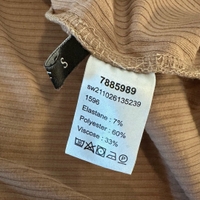 S
7885989
sw211026135239
1596
Elastane : 7%
Polyester : 60%
Viscose : 33%